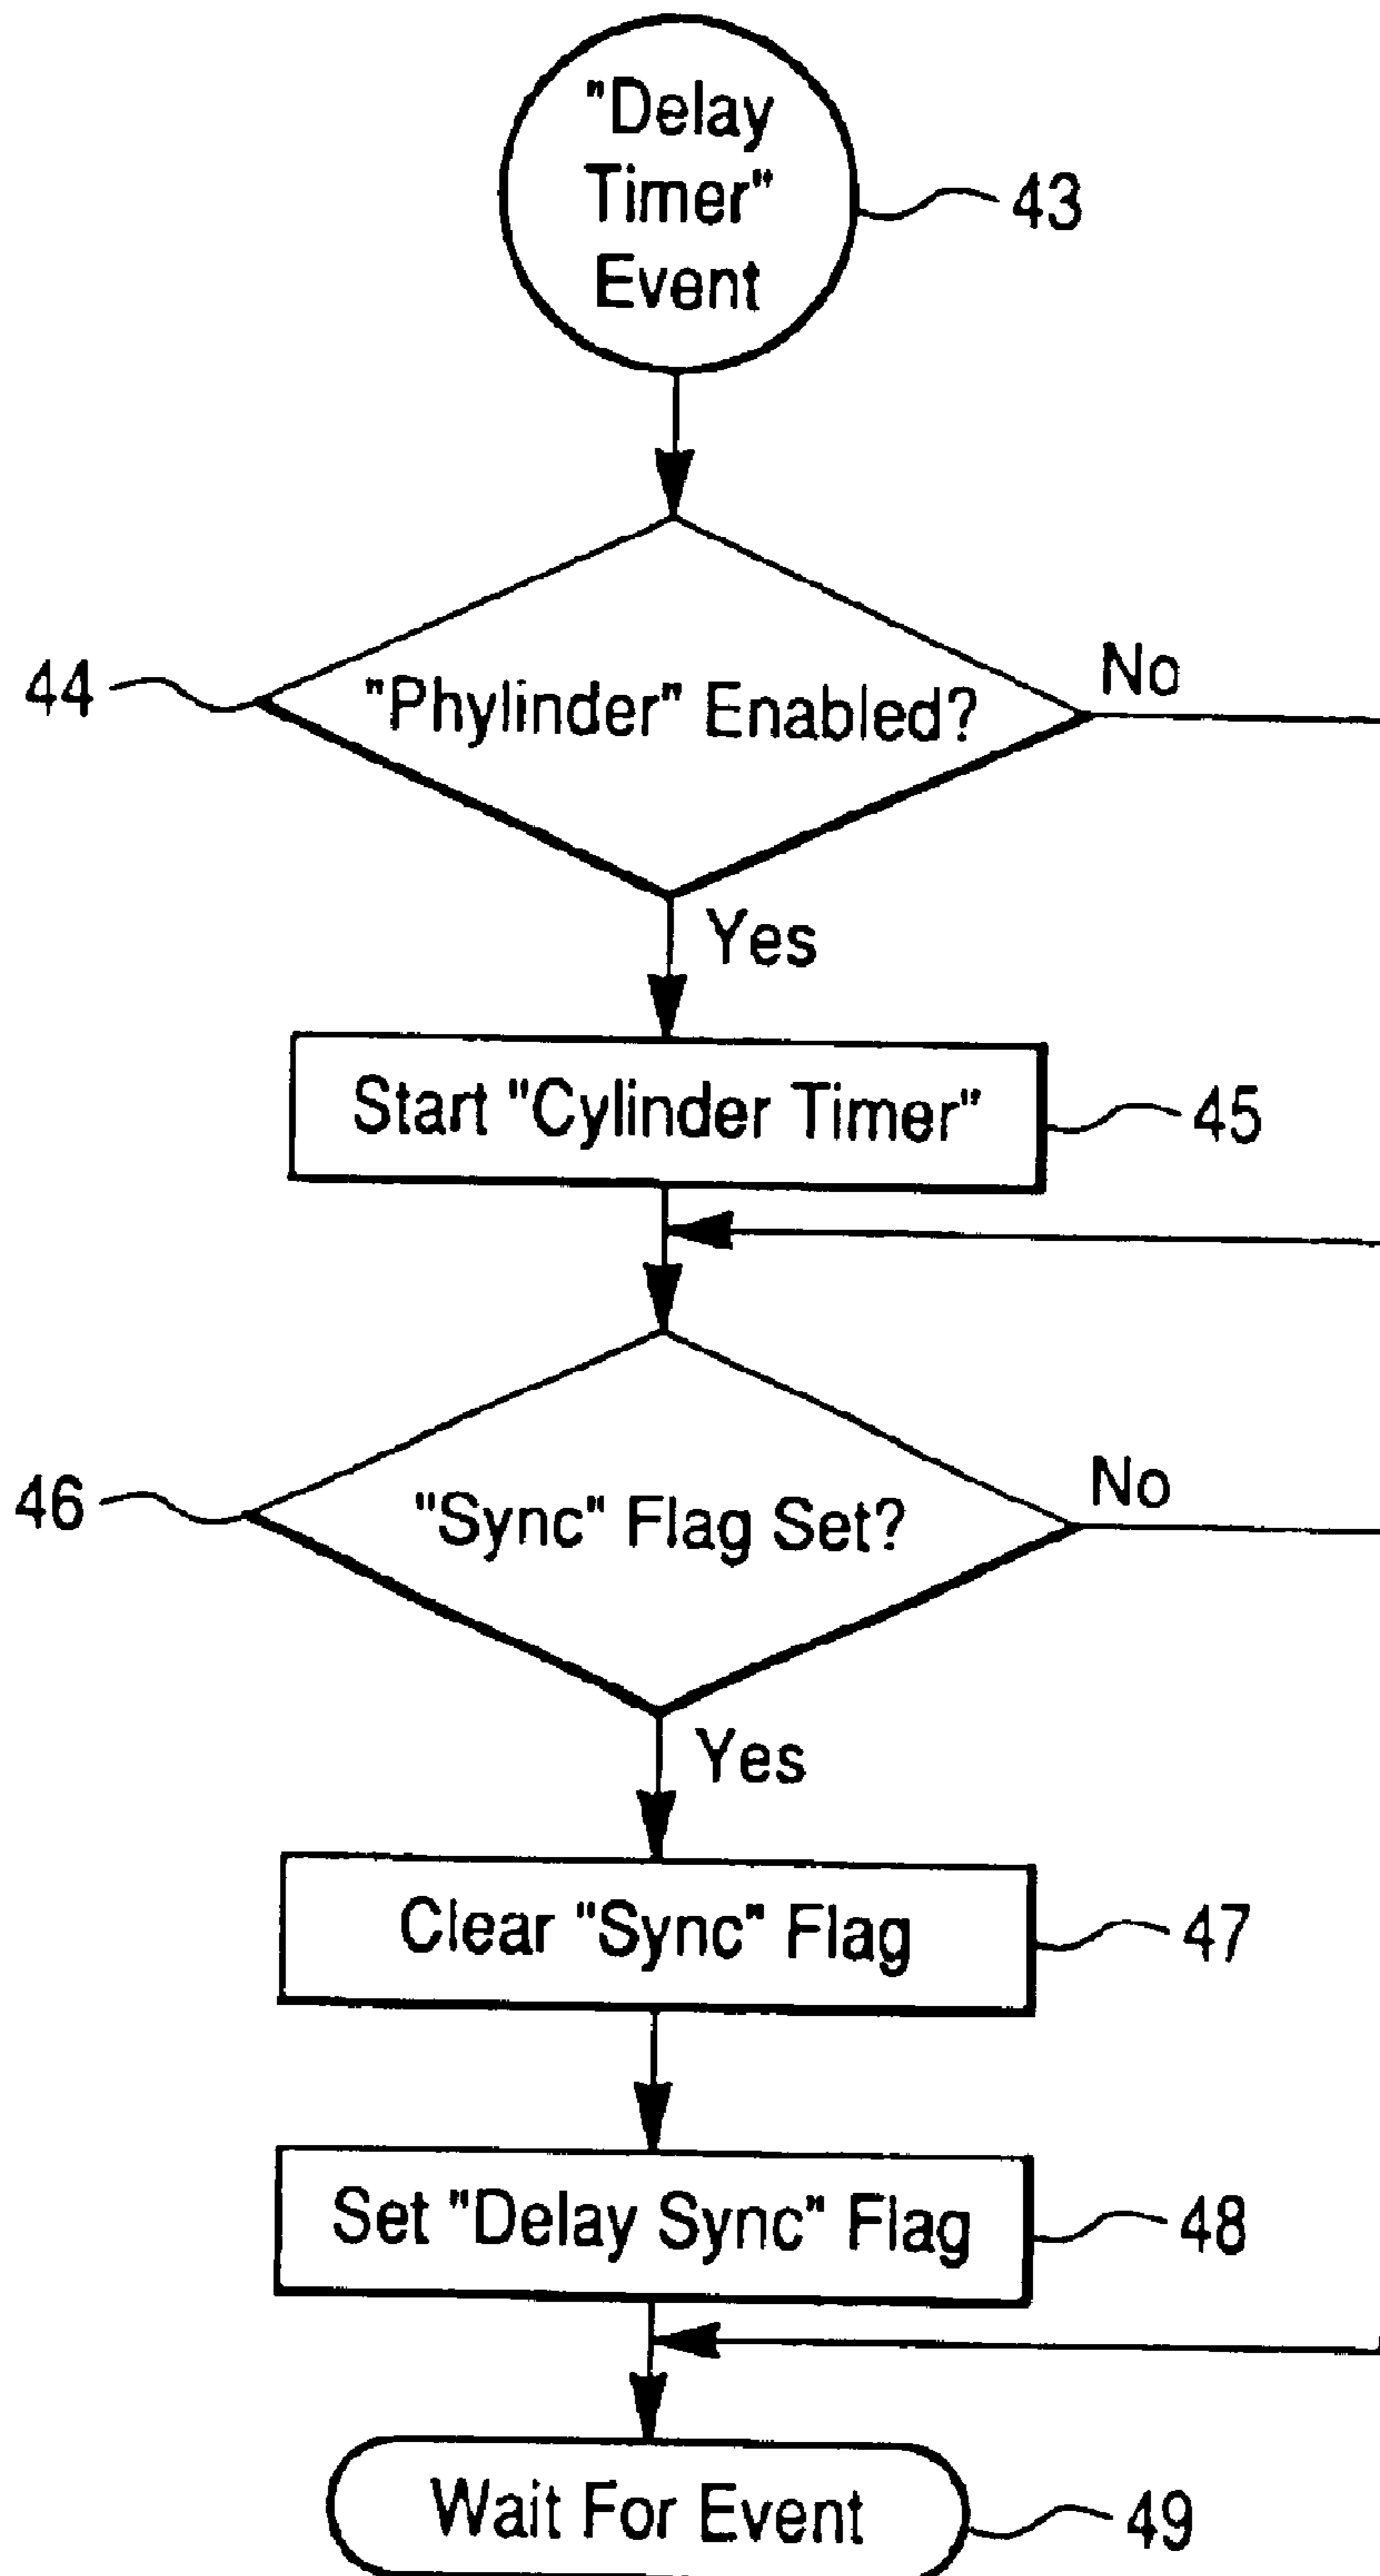 "Delay
Timer"
Event
43
44
"Phylinder" Enabled?
No
Yes
Start "Cylinder Timer"
45
46
"Sync" Flag Set?
No
Yes
Clear "Sync" Flag
47
Set "Delay Sync" Flag
48
Wait For Event
49